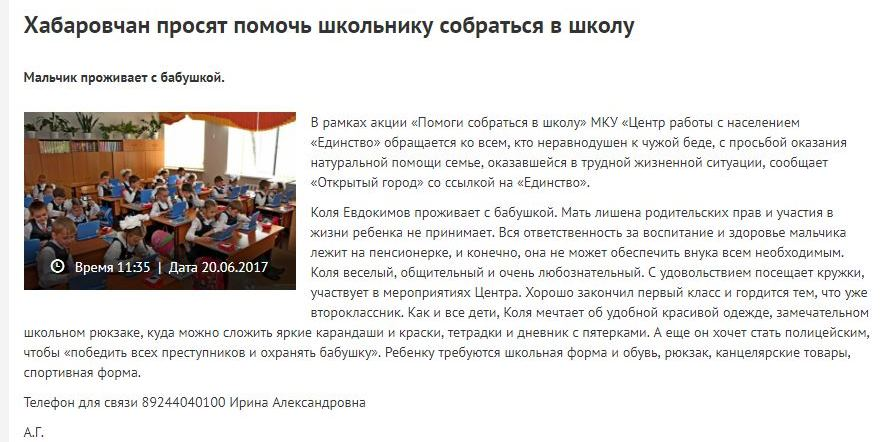 Хабаровчан просят помочь школьнику собраться в школу
Мальчик проживает с бабушкой.
В рамках акции «Помоги собраться в школу» МКУ «Центр работы с населением
«Единство» обращается ко всем, кто неравнодушен к чужой беде, с просьбой оказания
натуральной помощи семье, оказавшейся в трудной жизненной ситуации, сообщает
«Открытый город» со ссылкой на «Единство».
Коля Евдокимов проживает с бабушкой. Мать лишена родительских прав и участия в
жизни ребенка не принимает. Вся ответственность за воспитание и здоровье мальчика
лежит на пенсионерке, и конечно, она не может обеспечить внука всем необходимым.
Время 11:35 | Дата 20.06.2017
Коля веселый, общительный и очень любознательный. С удовольствием посещает кружки,
участвует в мероприятиях Центра. Хорошо закончил первый класс и гордится тем, что уже
второклассник. Как и все дети, Коля мечтает об удобной красивой одежде, замечательном
школьном рюкзаке, куда можно сложить яркие карандаши и краски, тетрадки и дневник с пятерками. А еще он хочет стать полицейским,
чтобы «победить всех преступников и охранять бабушку». Ребенку требуются школьная форма и обувь, рюкзак, канцелярские товары,
спортивная форма.
Телефон для связи 89244040100 Ирина Александровна
А.Г.